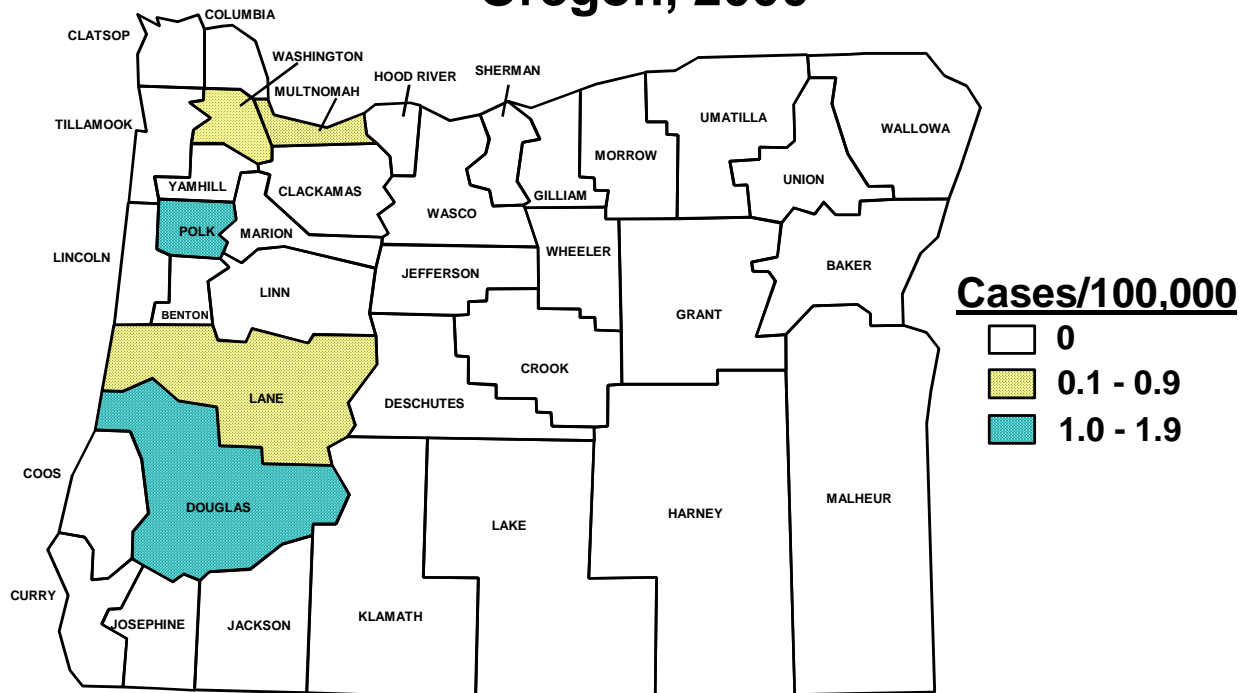 COLUMBIA
CLATSOP
WASHINGTON
HOOD RIVER
SHERMAN
MULTNOMAH
TILLAMOOK
UMATILLA
WALLOWA
MORROW
YAMHILL
CLACKAMAS
UNION
GILLIAM
WASCO
POLK
MARION
WHEELER
LINCOLN
JEFFERSON
BAKER
LINN
BENTON
GRANT
CROOK
LANE
DESCHUTES
COOS
DOUGLAS
LAKE
HARNEY
MALHEUR
CURRY
JOSEPHINE
JACKSON
KLAMATH
Cases/100,000
0
0.1 - 0.9
1.0 - 1.9